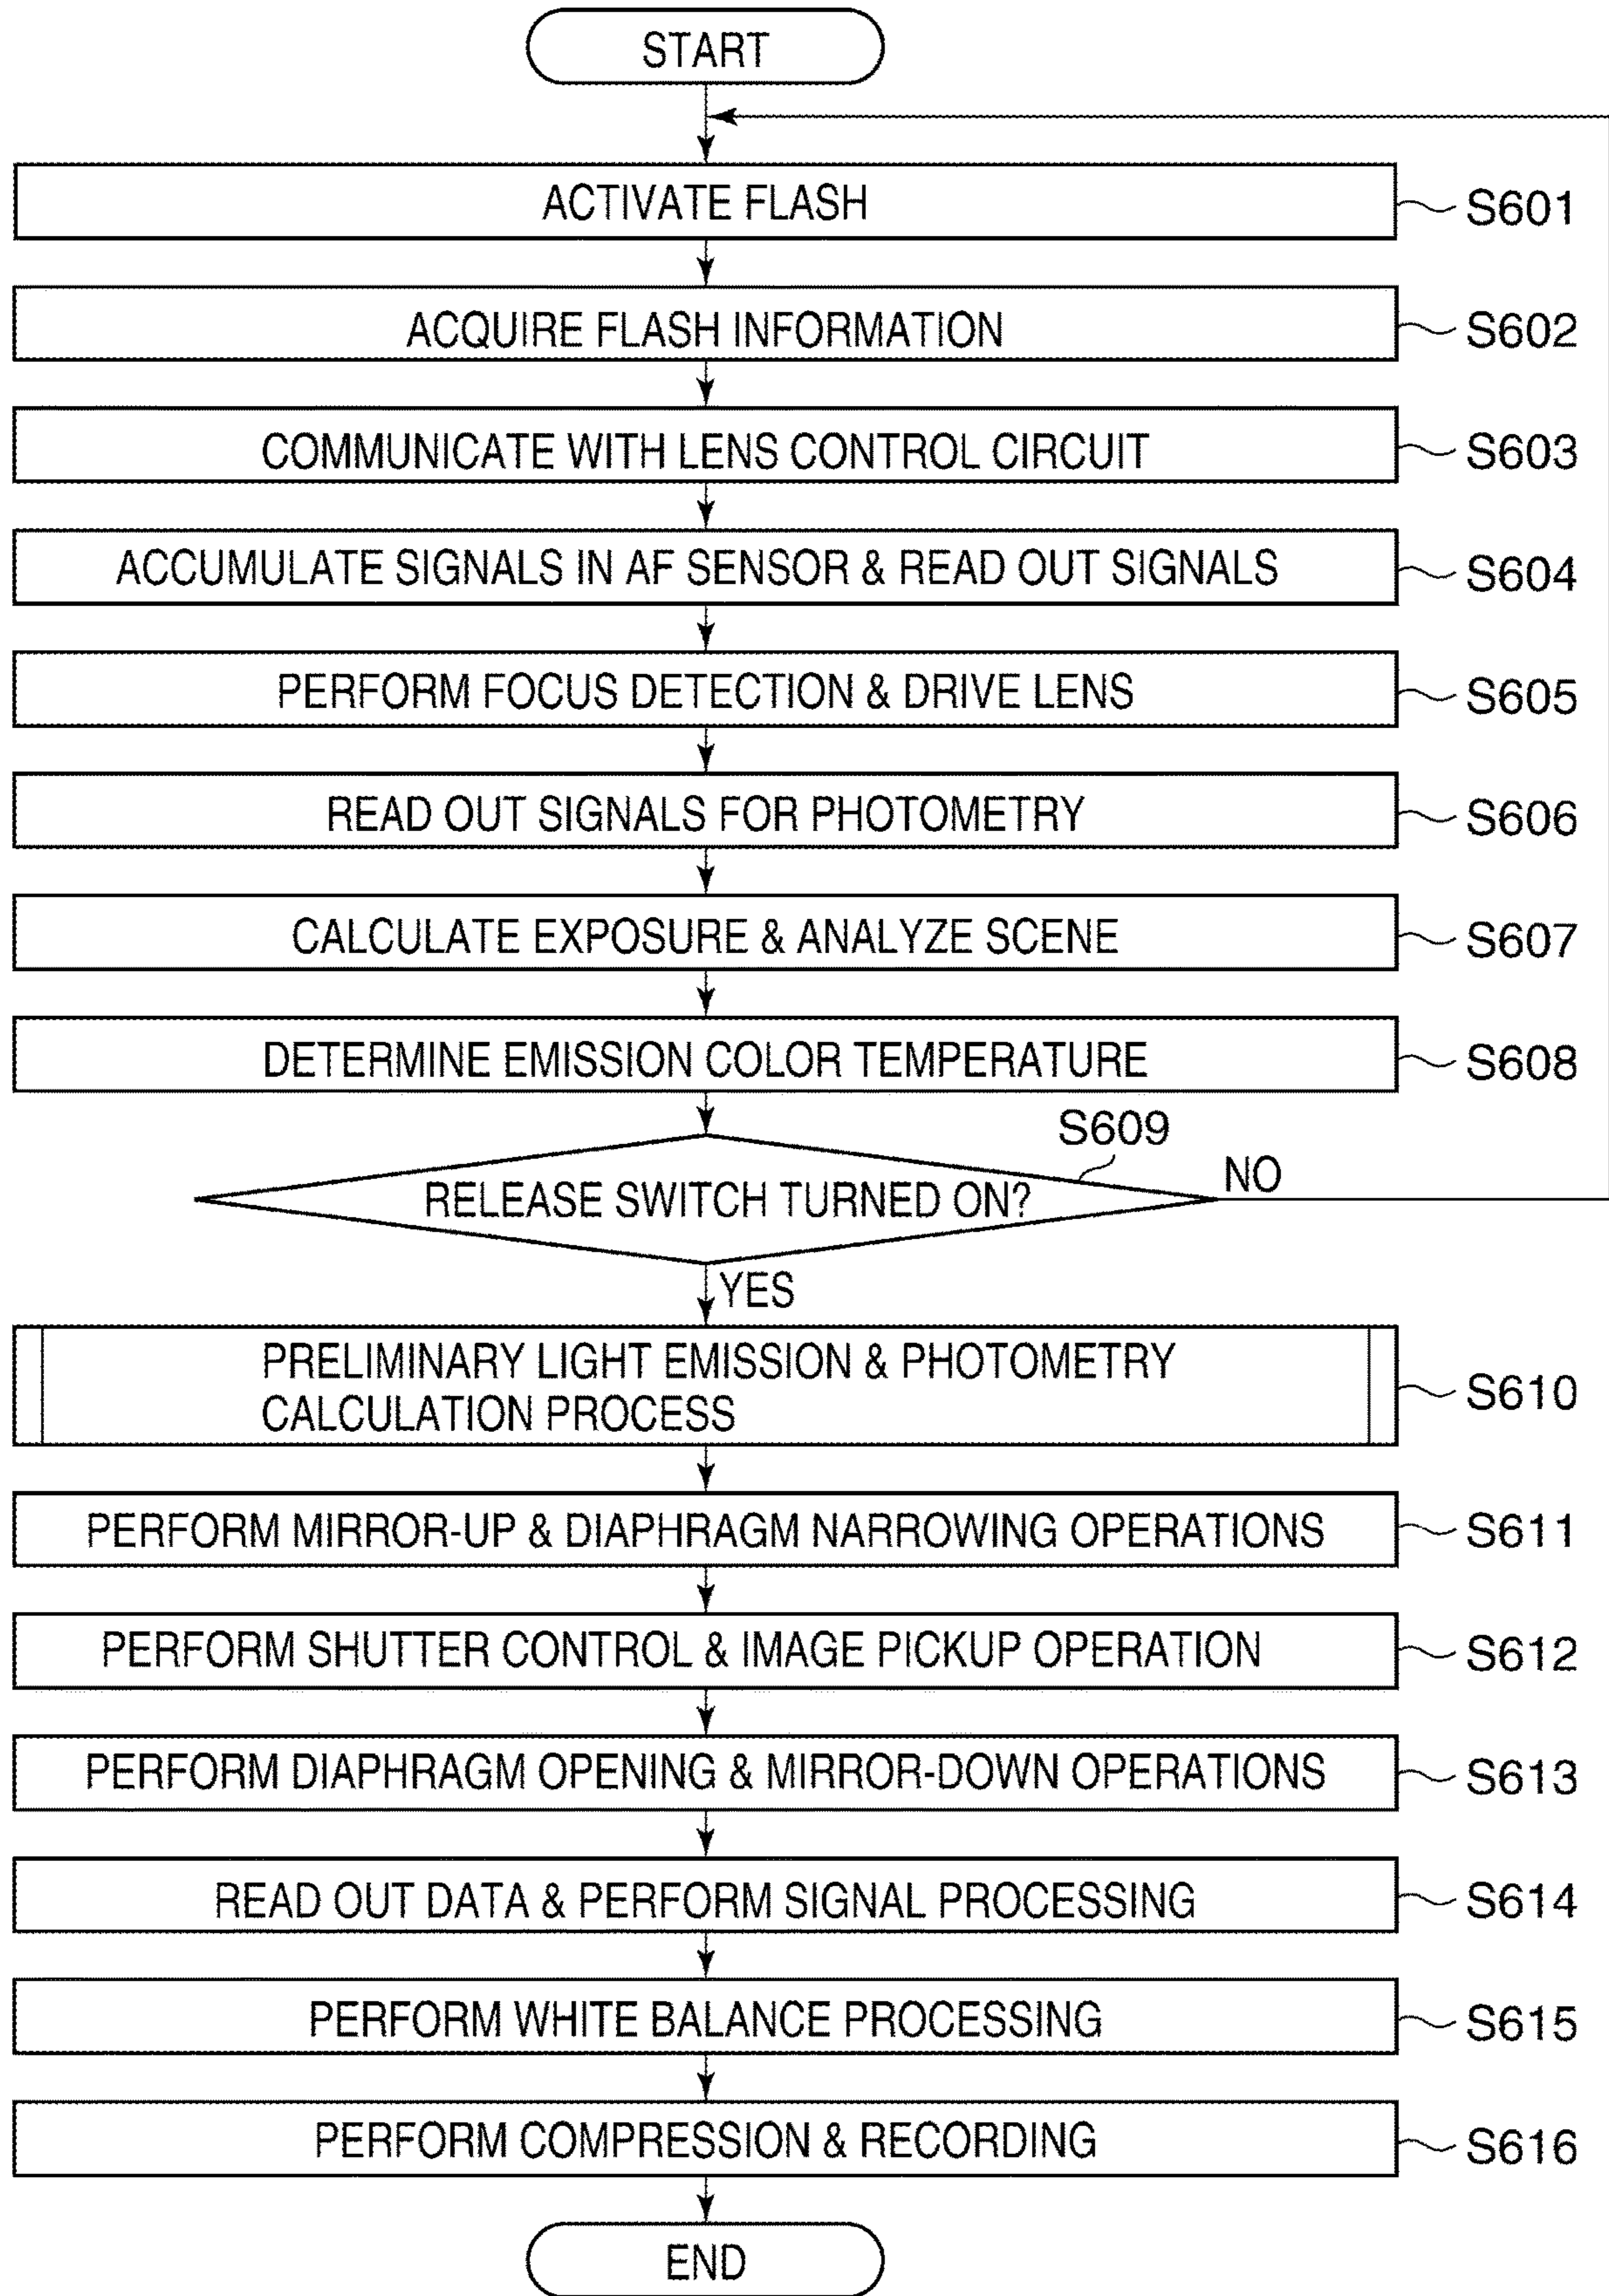 START
ACTIVATE FLASH
S601
ACQUIRE FLASH INFORMATION
S602
COMMUNICATE WITH LENS CONTROL CIRCUIT
S603
ACCUMULATE SIGNALS IN AF SENSOR & READ OUT SIGNALS
S604
PERFORM FOCUS DETECTION & DRIVE LENS
S605
READ OUT SIGNALS FOR PHOTOMETRY
S606
CALCULATE EXPOSURE & ANALYZE SCENE
S607
DETERMINE EMISSION COLOR TEMPERATURE
S608
S609
RELEASE SWITCH TURNED ON?
NO
YES
PRELIMINARY LIGHT EMISSION & PHOTOMETRY
CALCULATION PROCESS
S610
PERFORM MIRROR-UP & DIAPHRAGM NARROWING OPERATIONS
S611
PERFORM SHUTTER CONTROL & IMAGE PICKUP OPERATION
S612
PERFORM DIAPHRAGM OPENING & MIRROR-DOWN OPERATIONS
S613
READ OUT DATA & PERFORM SIGNAL PROCESSING
S614
PERFORM WHITE BALANCE PROCESSING
S615
PERFORM COMPRESSION & RECORDING
S616
END